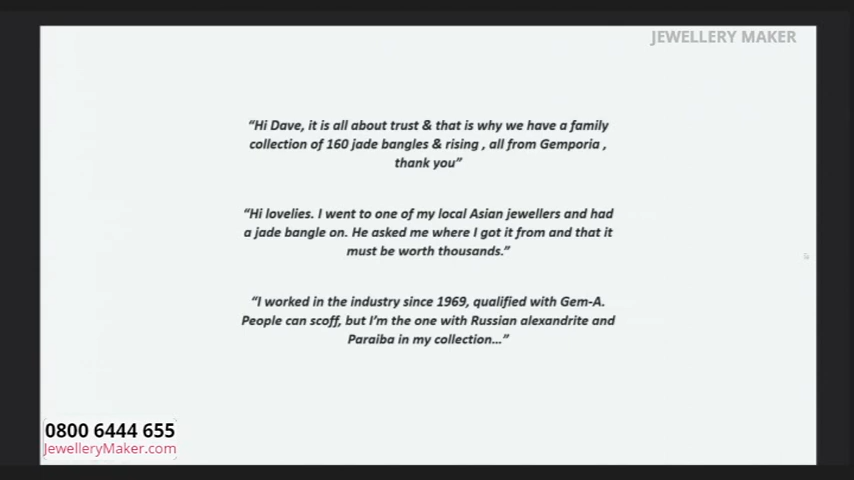 JEWELLERY MAKER
“Hi Dave, it is all about trust & that is why we have a family
collection of 160 jade bangles & rising , all from Gemporia ,
thank you”
“Hi lovelies. I went to one of my local Asian jewellers and had
a jade bangle on. He asked me where I got it from and that it
must be worth thousands.”
“I worked in the industry since 1969, qualified with Gem-A.
People can scoff, but I’m the one with Russian alexandrite and
Paraiba in my collection...”
0800 6444 655
JewelleryMaker.com